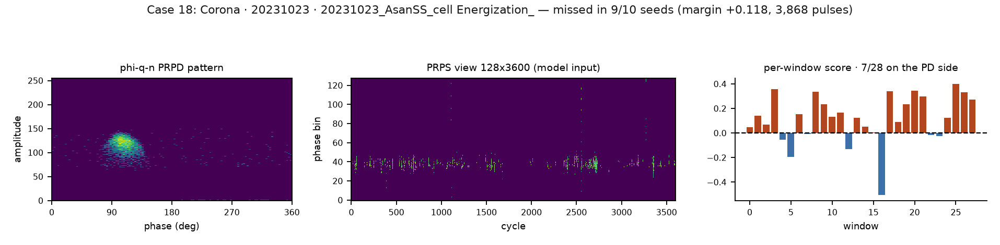 Case 18: Corona · 20231023 · 20231023_AsanSS_cell Energization_ — missed in 9/10 seeds (margin +0.118, 3,868 pulses)
phi-q-n PRPD pattern
250
200
150
100
50
0
amplitude
0 90 180 270 360
phase (deg)
PRPS view 128x3600 (model input)
120
100
80
60
40
20
0
phase bin
0 500 1000 1500 2000 2500 3000 3500
cycle
per-window score · 7/28 on the PD side
0.4
0.2
0.0
−0.2
−0.4
0 5 10 15 20 25
window